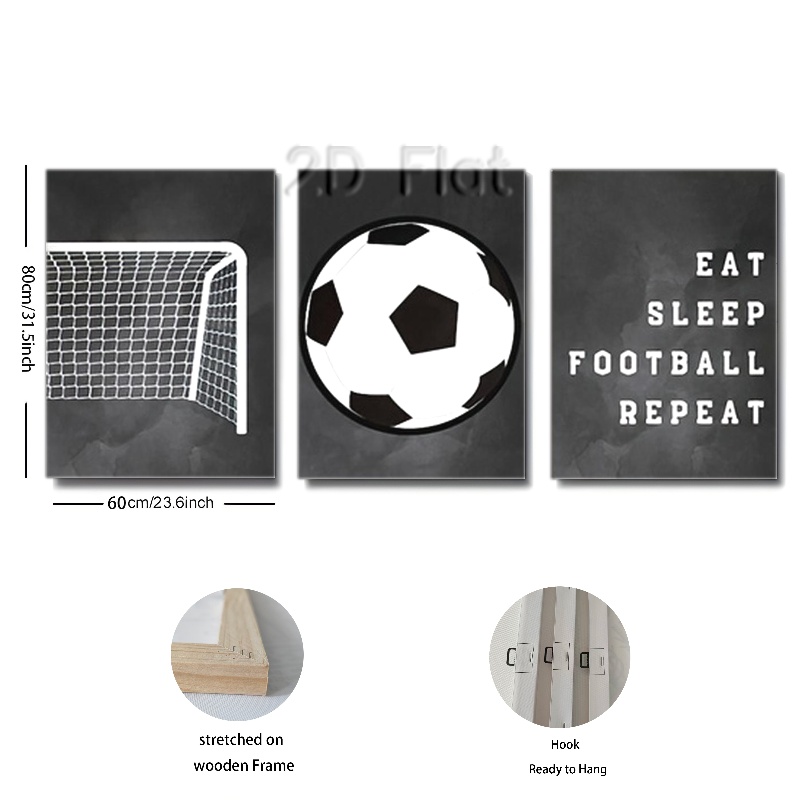 2D Flat
80cm/31.5inch
EAT
SLEEP
FOOTBALL
REPEAT
60cm/23.6inch
stretched on
wooden Frame
Hook
Ready to Hang